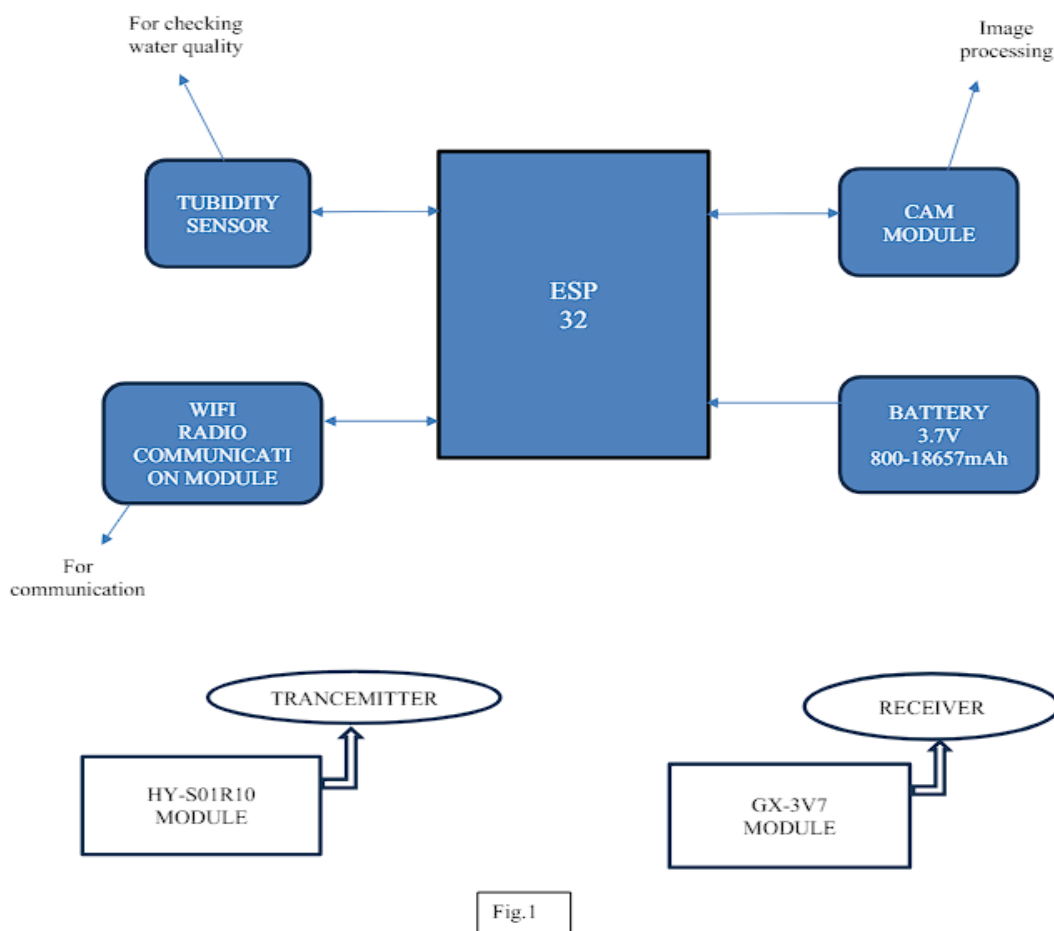 For checking
water quality
Image
processing
TUBIDITY
SENSOR
ESP
32
CAM
MODULE
WIFI
RADIO
COMMUNICATI
ON MODULE
BATTERY
3.7V
800-18657mAh
For
communication
TRANCEMITTER
RECEIVER
HY-S01R10
MODULE
GX-3V7
MODULE
Fig.1